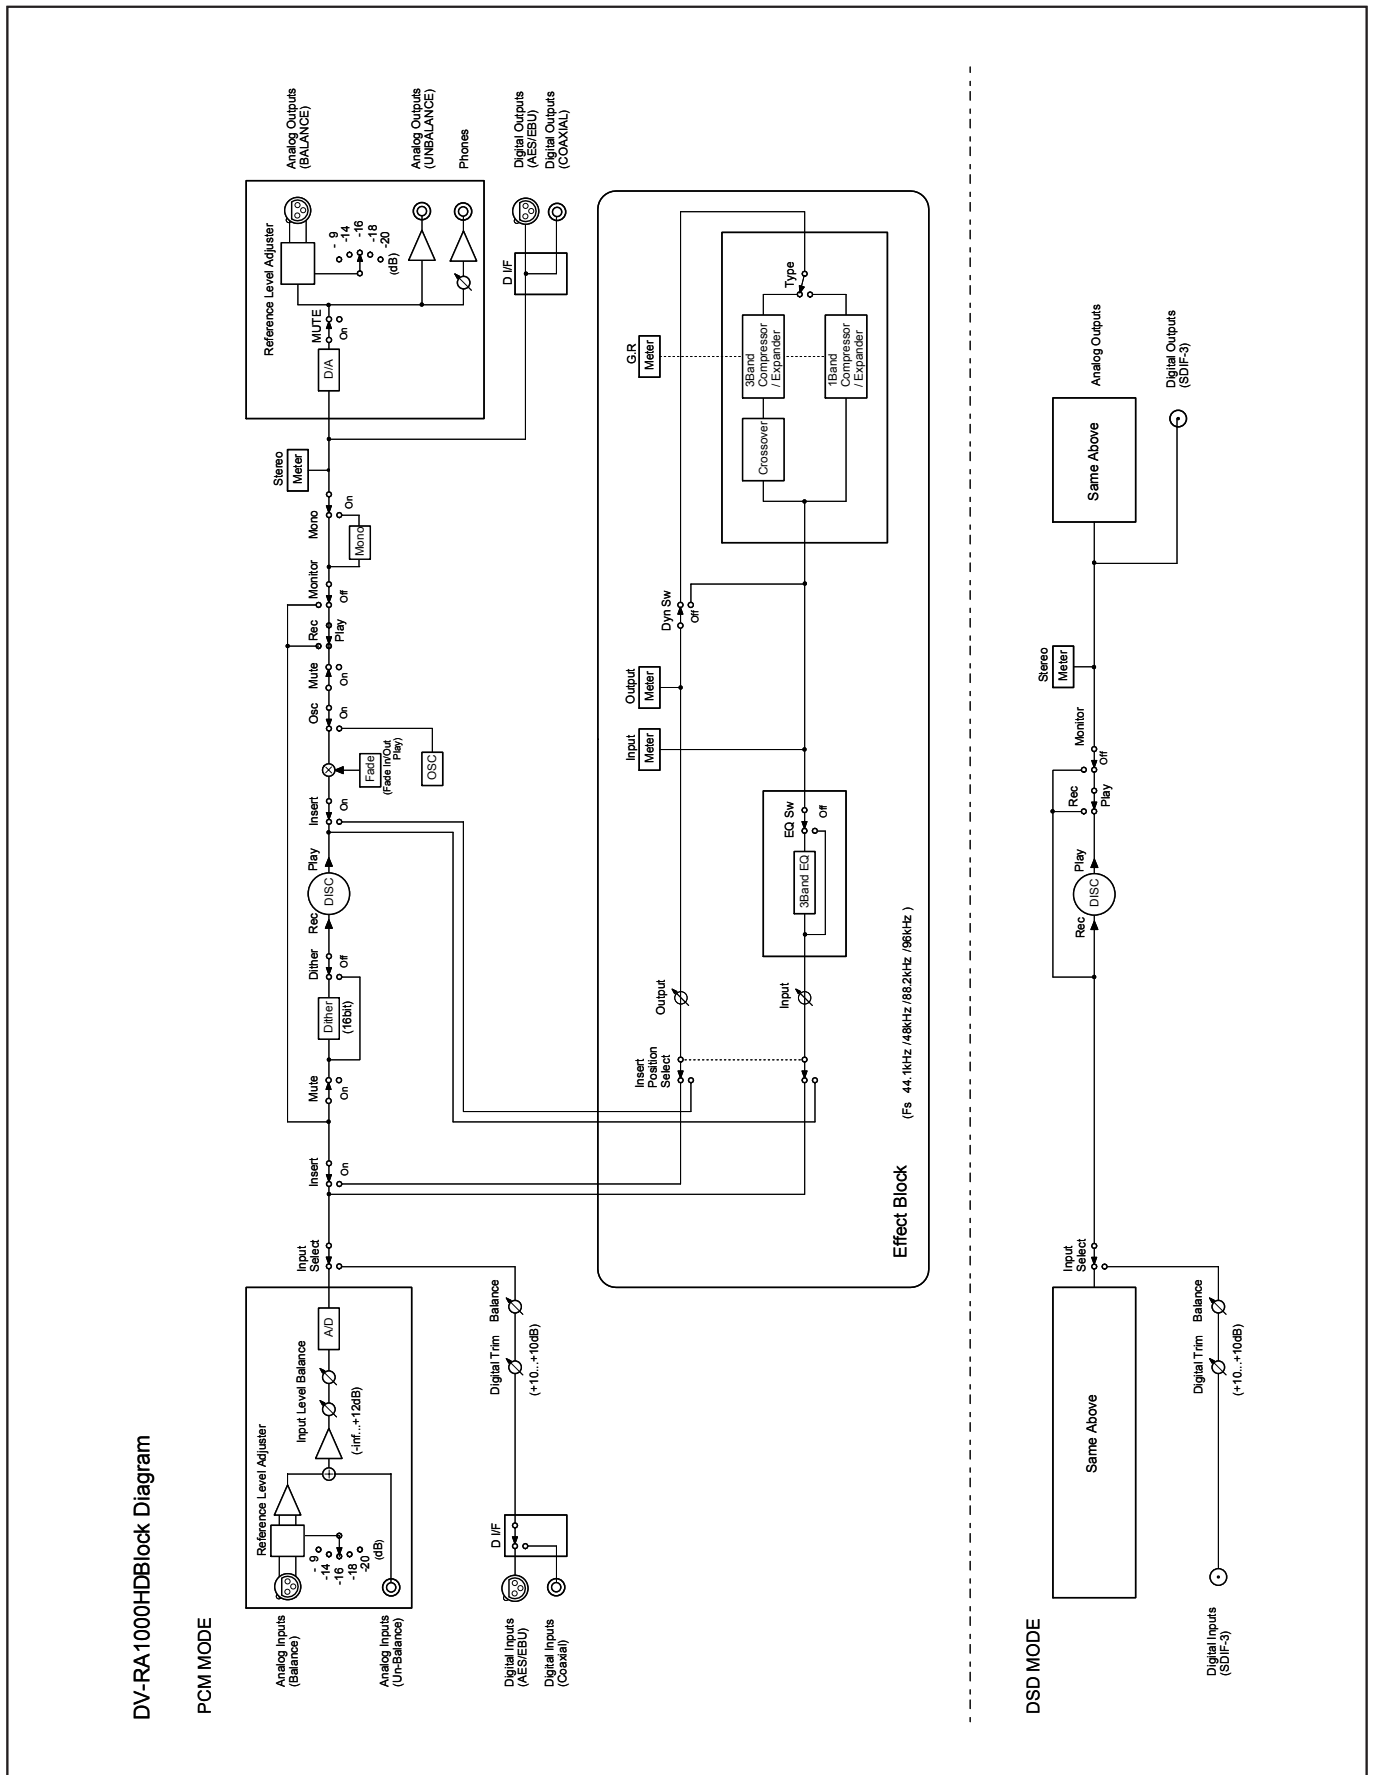 DV-RA1000HDBlock Diagram
PCM MODE
Analog Inputs
(Balance)
Analog Inputs
(Un-Balance)
Reference Level Adjuster
- 9
-14
-16
-18
-20
(dB)
Input Level Balance
(-inf...+12dB)
A/D
Digital Inputs
(AES/EBU)
Digital Inputs
(Coaxial)
D I/F
Digital Trim
Balance
(+10...+10dB)
Input
Select
Insert
On
Mute
On
Dither
(16bit)
Dither
Off
Rec
DISC
Play
Insert
On
Fade
(Fade In/Out
Play)
OSC
Osc
On
Mute
On
Rec
Play
Monitor
Off
Mono
Mono
On
Stereo
Meter
D/A
MUTE
On
Reference Level Adjuster
- 9
-14
-16
-18
-20
(dB)
Analog Outputs
(BALANCE)
Analog Outputs
(UNBALANCE)
Phones
D I/F
Digital Outputs
(AES/EBU)
Digital Outputs
(COAXIAL)
Effect Block
(Fs 44.1kHz /48kHz /88.2kHz /96kHz )
Insert
Position
Select
Output
Input
3Band EQ
EQ Sw
Off
Input
Meter
Output
Meter
Dyn Sw
Off
G.R
Meter
Crossover
3Band
Compressor
/ Expander
1Band
Compressor
/ Expander
Type
DSD MODE
Same Above
Digital Inputs
(SDIF-3)
Digital Trim
Balance
(+10...+10dB)
Input
Select
Rec
DISC
Play
Rec
Play
Monitor
Off
Stereo
Meter
Same Above
Analog Outputs
Digital Outputs
(SDIF-3)